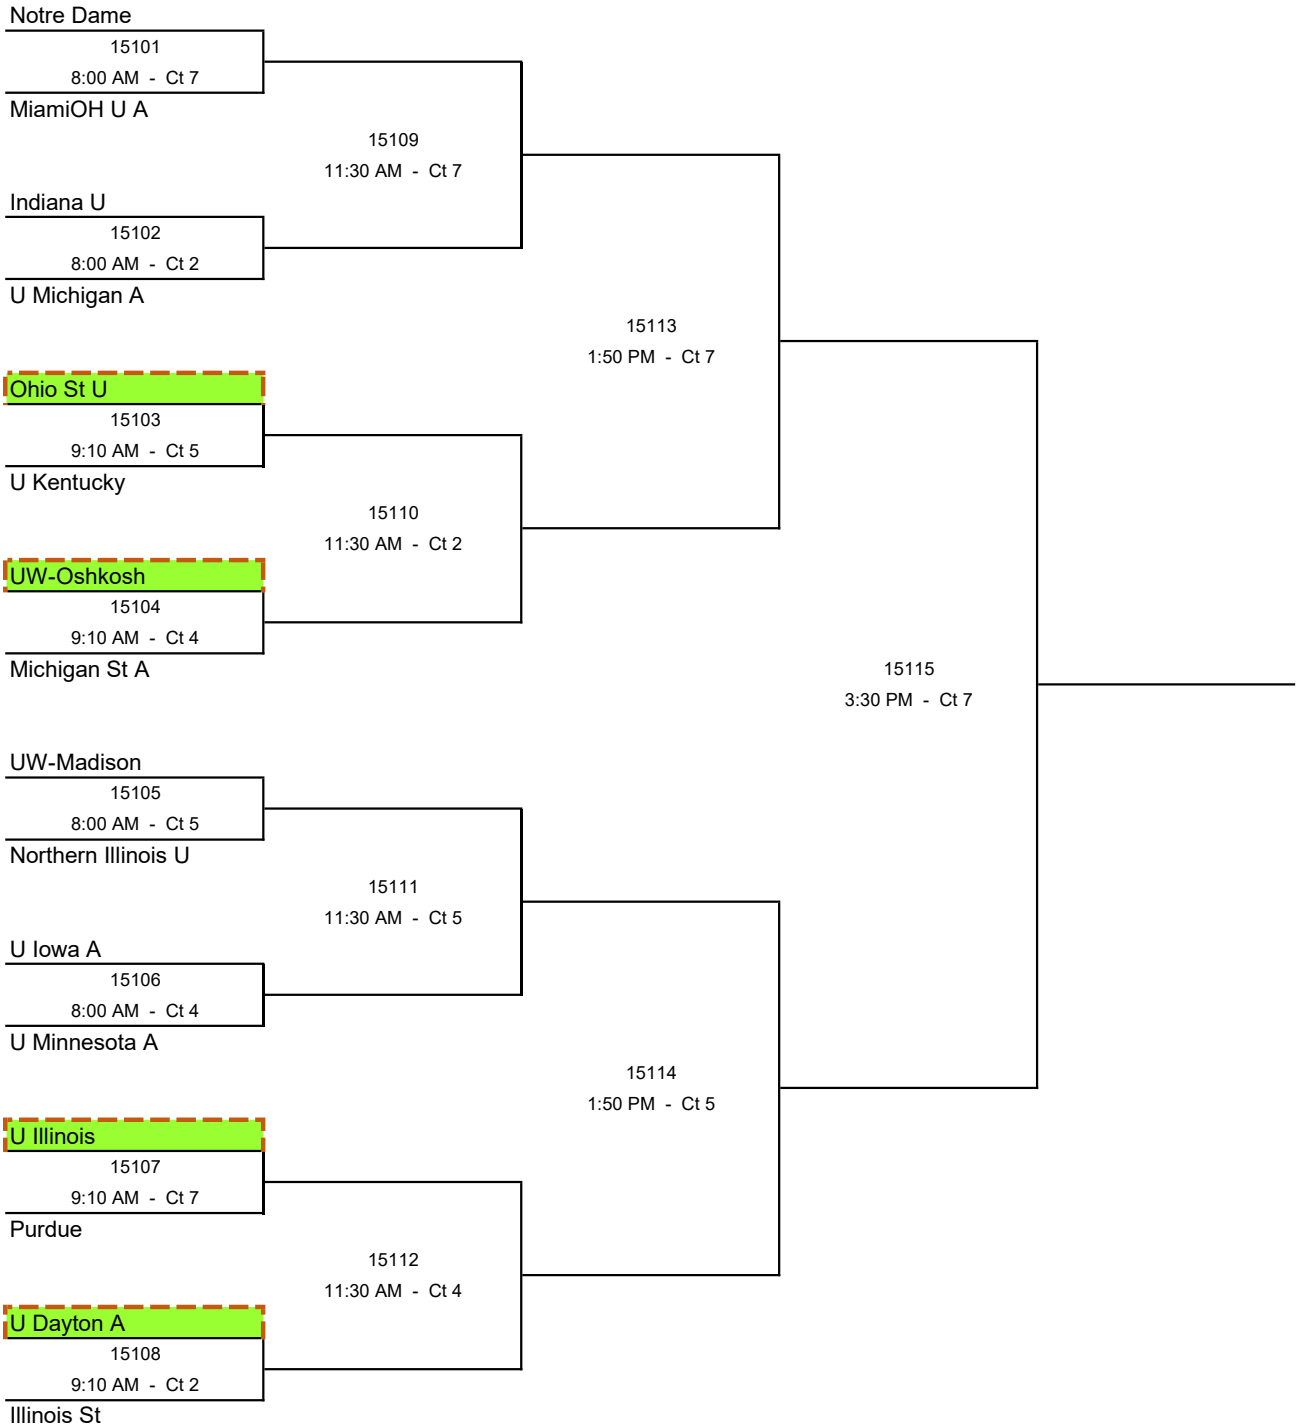 Notre Dame
15101
8:00 AM - Ct 7
MiamiOH U A
15109
11:30 AM - Ct 7
Indiana U
15102
8:00 AM - Ct 2
U Michigan A
15113
1:50 PM - Ct 7
Ohio St U
15103
9:10 AM - Ct 5
U Kentucky
15110
11:30 AM - Ct 2
UW-Oshkosh
15104
9:10 AM - Ct 4
Michigan St A
15115
3:30 PM - Ct 7
UW-Madison
15105
8:00 AM - Ct 5
Northern Illinois U
15111
11:30 AM - Ct 5
U Iowa A
15106
8:00 AM - Ct 4
U Minnesota A
15114
1:50 PM - Ct 5
U Illinois
15107
9:10 AM - Ct 7
Purdue
15112
11:30 AM - Ct 4
U Dayton A
15108
9:10 AM - Ct 2
Illinois St